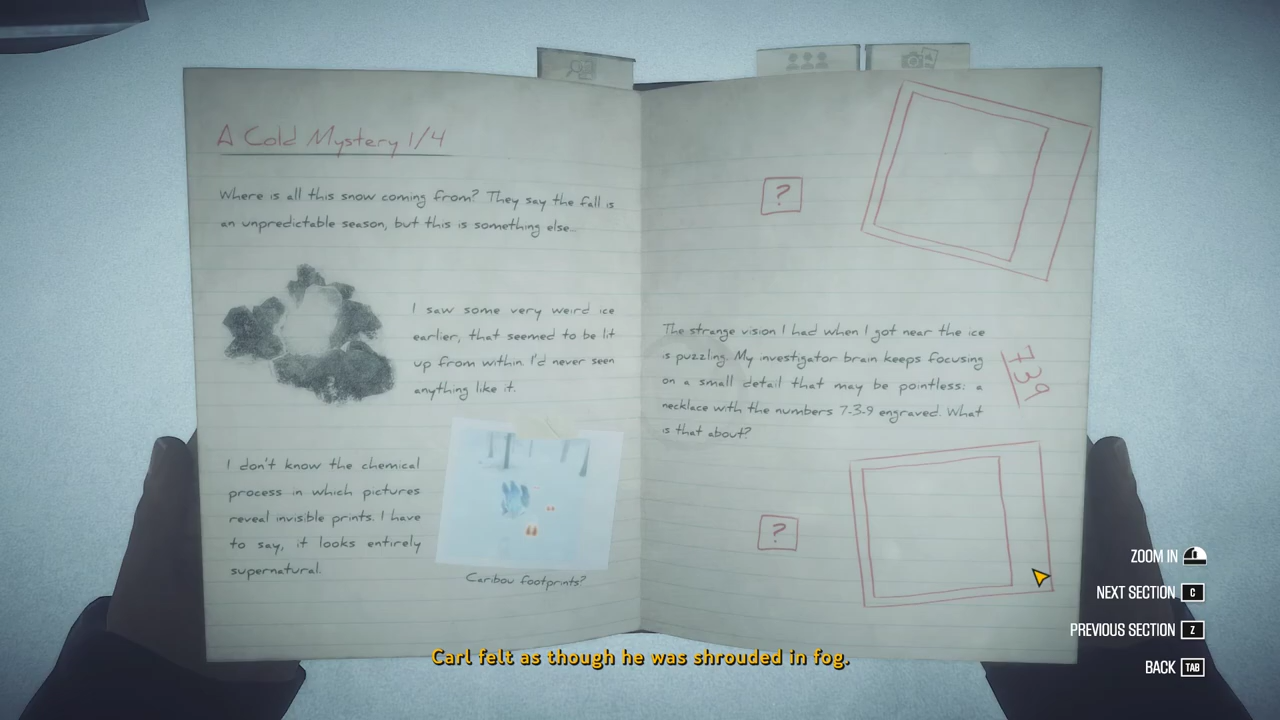 A Cold Mystery 1/4
Where is all this snow coming from? They say the fall is
an unpredictable season, but this is something else...
I saw some very weird ice
earlier, that seemed to be lit
up from within. I'd never seen
anything like it.
I don't know the chemical
process in which pictures
reveal invisible prints. I have
to say, it looks entirely
supernatural.
Caribou footprints?
?
The strange vision I had when I got near the ice
is puzzling. My investigator brain keeps focusing
on a small detail that may be pointless: a
necklace with the numbers 7-3-9 engraved. What
is that about?
739
?
ZOOM IN
NEXT SECTION C
PREVIOUS SECTION Z
BACK TAB
Carl felt as though he was shrouded in fog.